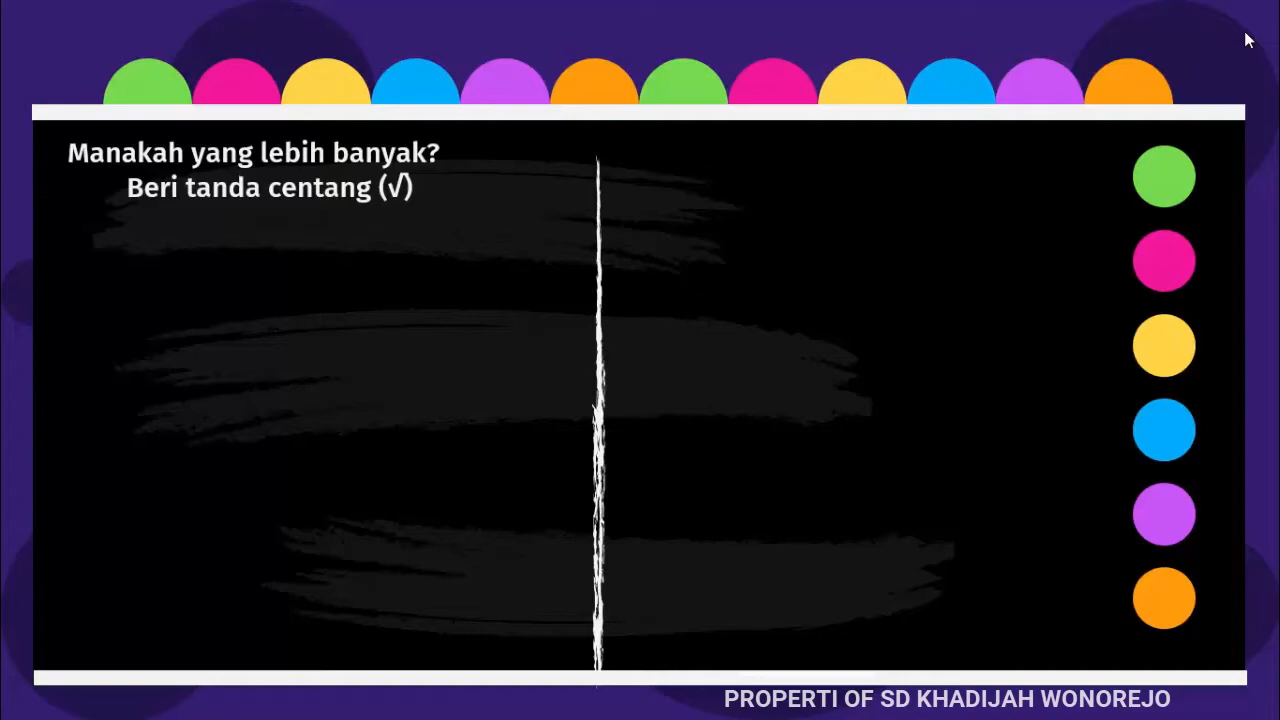 Manakah yang lebih banyak?
Beri tanda centang (√)
PROPERTI OF SD KHADIJAH WONOREJO